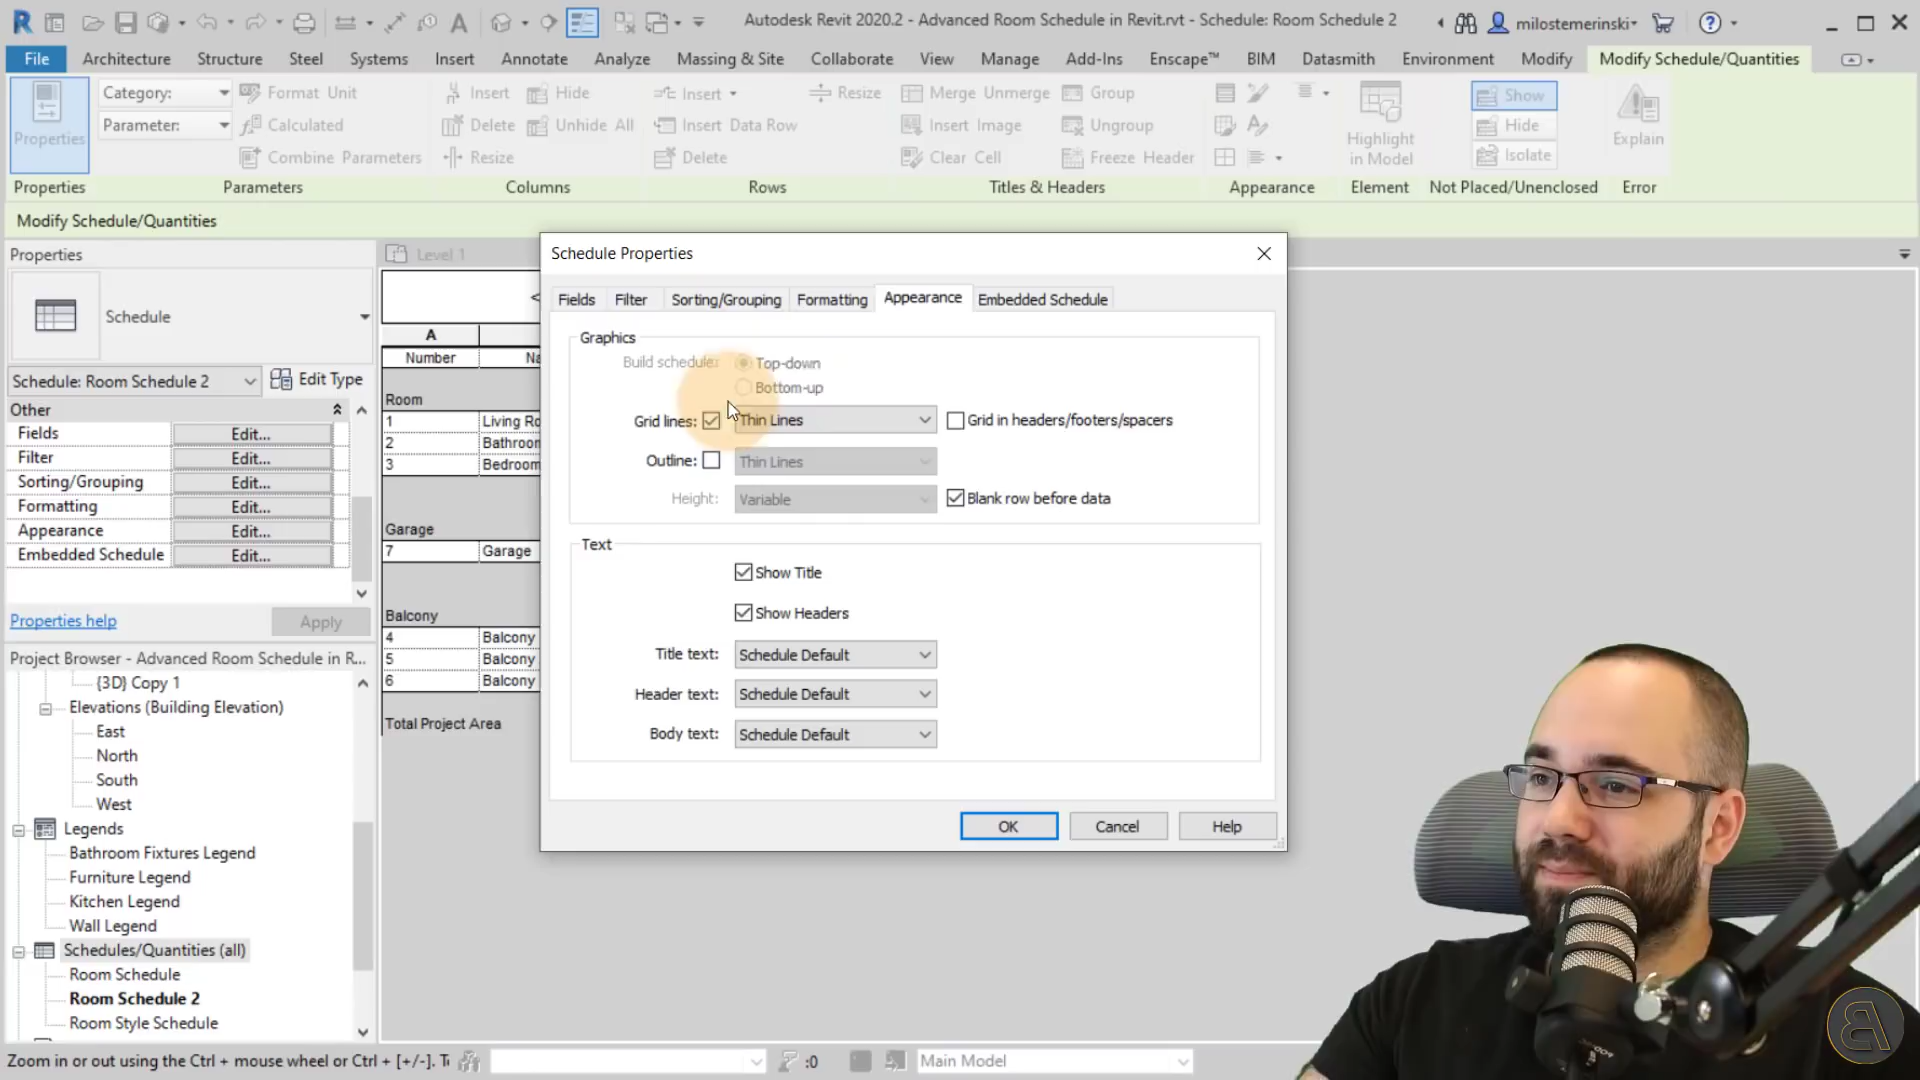 Autodesk Revit 2020.2 - Advanced Room Schedule in Revit.rvt - Schedule: Room Schedule 2
milostemerinski
File Architecture Structure Steel Systems Insert Annotate Analyze Massing & Site Collaborate View Manage Add-Ins Enscape™ BIM Datasmith Environment Modify Modify Schedule/Quantities
Category: Format Unit Insert Hide Insert Resize Merge Unmerge Group Show
Properties Parameter: Calculated Delete Unhide All Insert Data Row Insert Image Ungroup Highlight in Model Hide Explain
Combine Parameters Resize Delete Clear Cell Freeze Header Isolate
Properties Parameters Columns Rows Titles & Headers Appearance Element Not Placed/Unenclosed Error
Modify Schedule/Quantities
Properties
Schedule
Schedule: Room Schedule 2 Edit Type
Other
Fields Edit...
Filter Edit...
Sorting/Grouping Edit...
Formatting Edit...
Appearance Edit...
Embedded Schedule Edit...
Properties help Apply
Project Browser - Advanced Room Schedule in R...
{3D} Copy 1
Elevations (Building Elevation)
East
North
South
West
Legends
Bathroom Fixtures Legend
Furniture Legend
Kitchen Legend
Wall Legend
Schedules/Quantities (all)
Room Schedule
Room Schedule 2
Room Style Schedule
Level 1
<
A
Number Na
Room
1 Living Ro
2 Bathroom
3 Bedroom
Garage
7 Garage
Balcony
4 Balcony
5 Balcony
6 Balcony
Total Project Area
Schedule Properties
Fields Filter Sorting/Grouping Formatting Appearance Embedded Schedule
Graphics
Build schedule: Top-down
Bottom-up
Grid lines: Thin Lines Grid in headers/footers/spacers
Outline: Thin Lines
Height: Variable Blank row before data
Text
Show Title
Show Headers
Title text: Schedule Default
Header text: Schedule Default
Body text: Schedule Default
OK Cancel Help
Zoom in or out using the Ctrl + mouse wheel or Ctrl + [+/-]. :0 Main Model